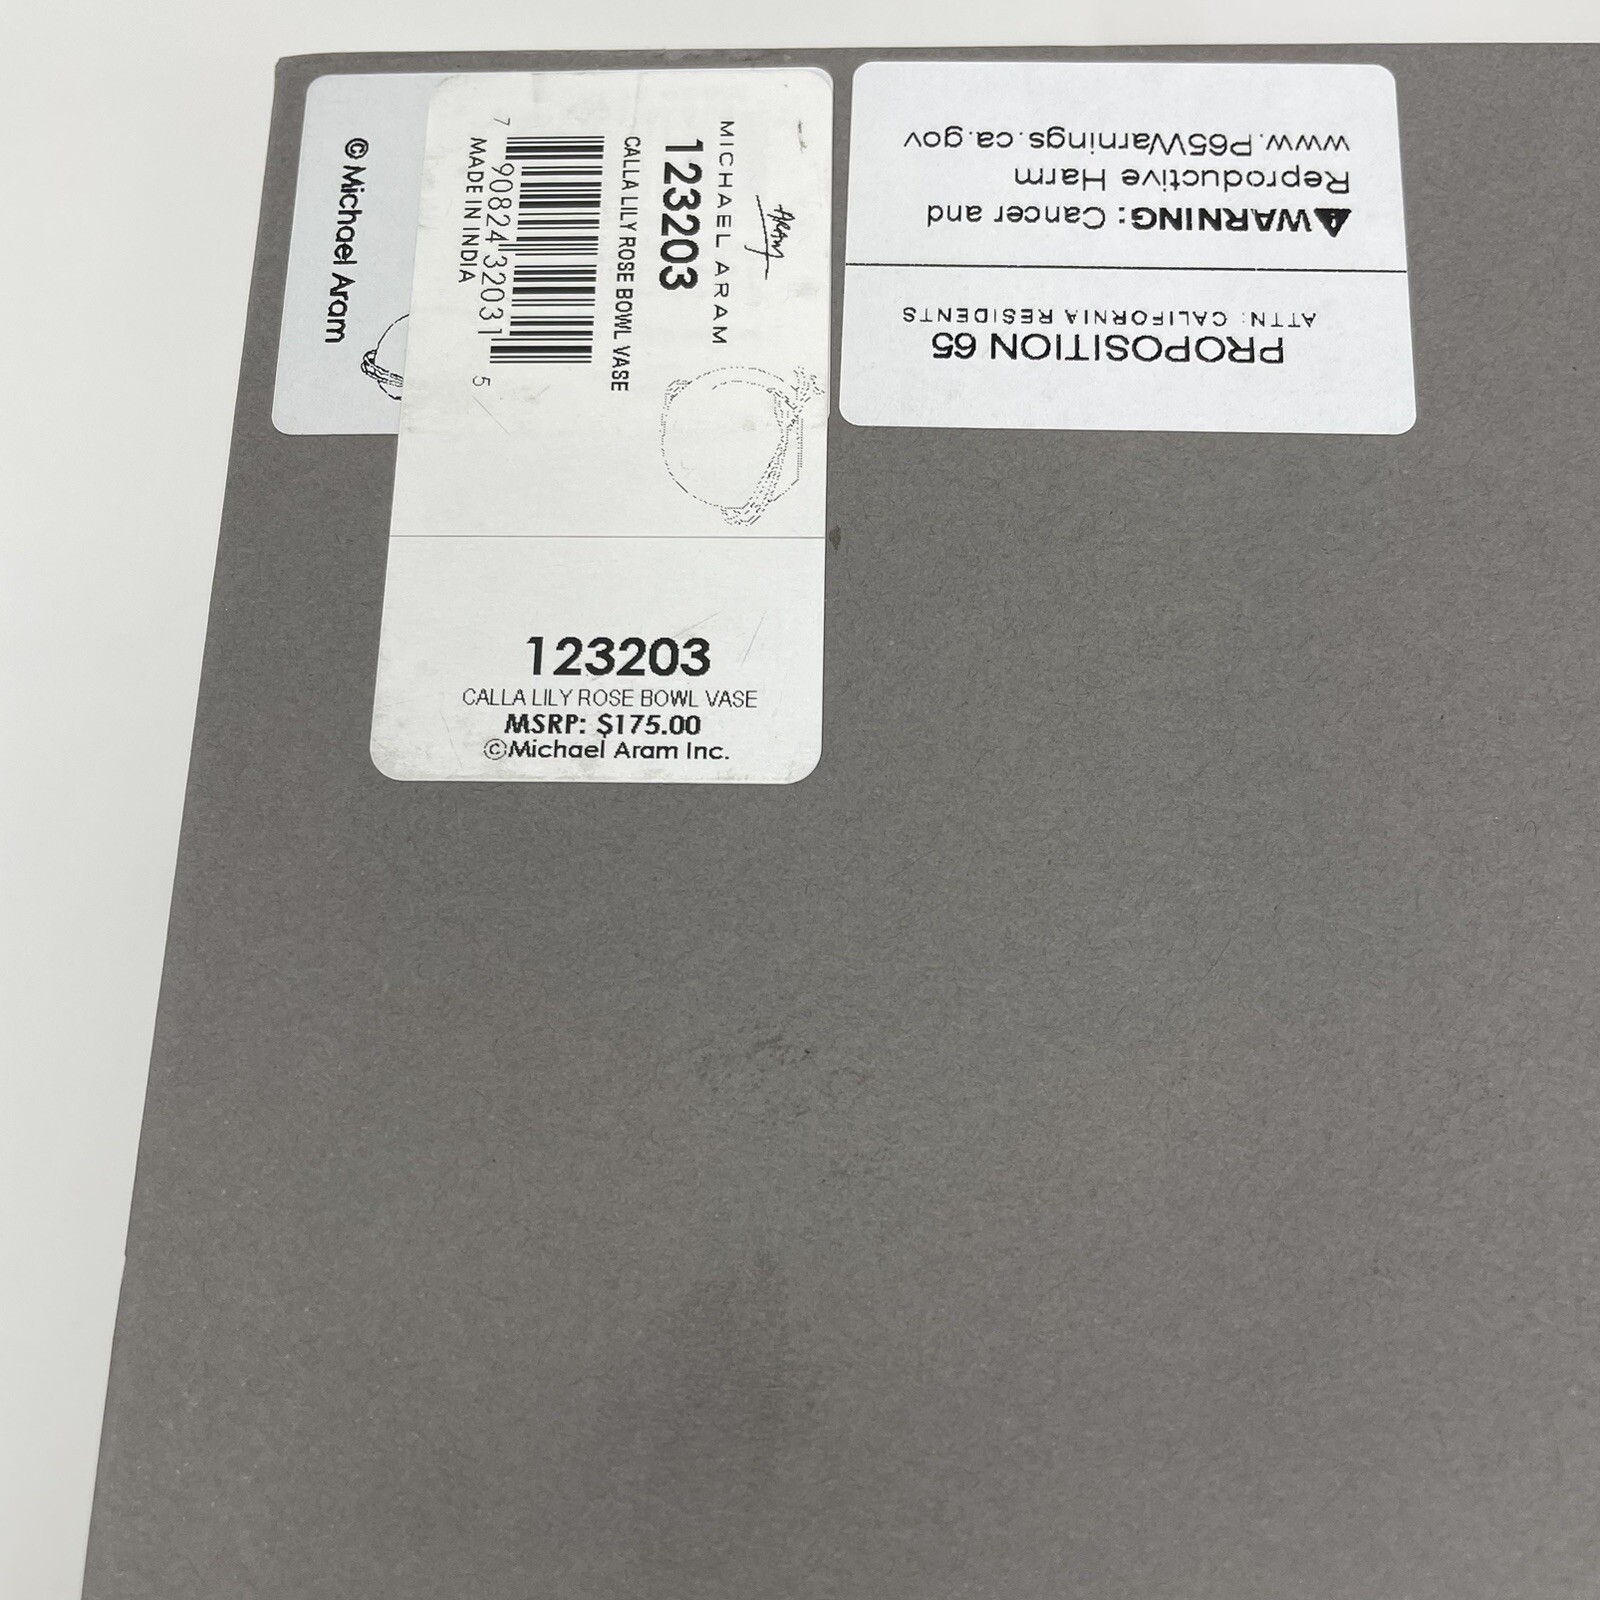 © Michael Aram
ARAM
MICHAEL ARAM
123203
CALLA LILY ROSE BOWL VASE
7 90824 32031 5
MADE IN INDIA
123203
CALLA LILY ROSE BOWL VASE
MSRP: $175.00
©Michael Aram Inc.
PROPOSITION 65
ATTN: CALIFORNIA RESIDENTS
⚠WARNING: Cancer and
Reproductive Harm
www.P65Warnings.ca.gov